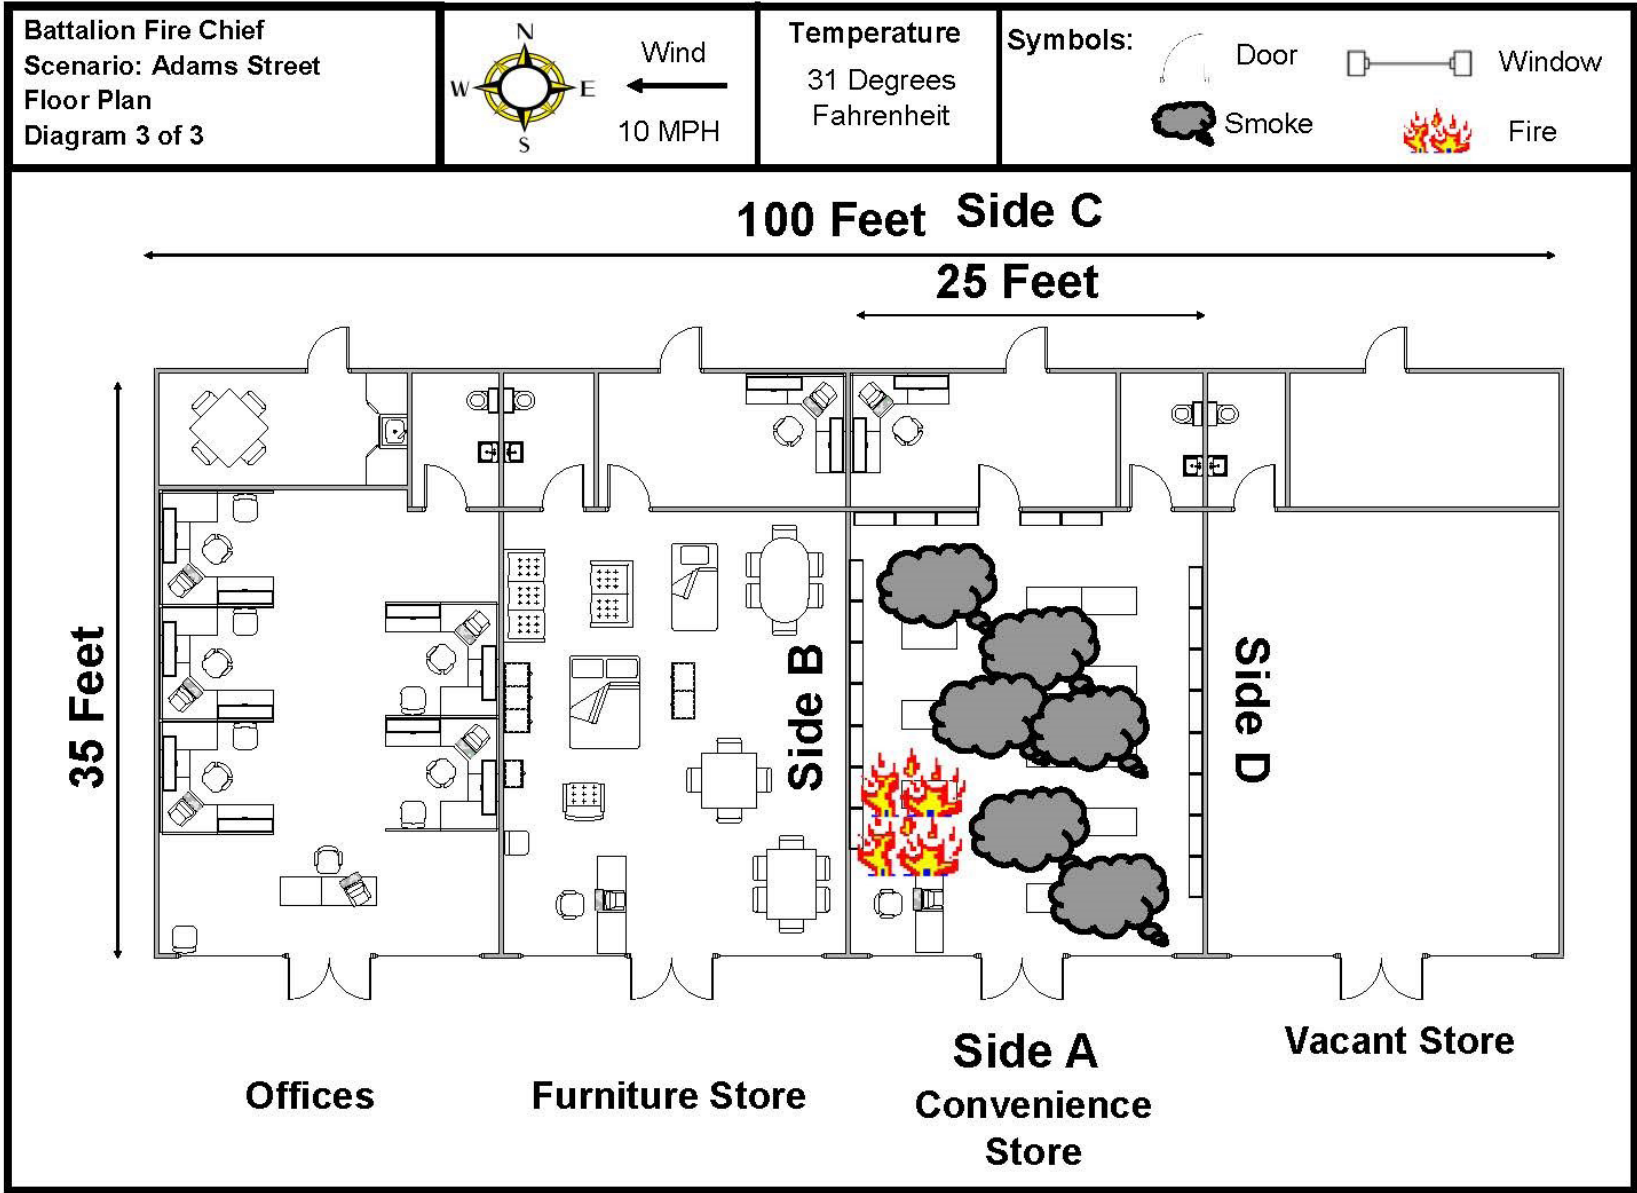 Battalion Fire Chief
Scenario: Adams Street
Floor Plan
Diagram 3 of 3
N
W
E
S
Wind
10 MPH
Temperature
31 Degrees
Fahrenheit
Symbols:
Door
Window
Smoke
Fire
100 Feet
Side C
25 Feet
35 Feet
Side B
Side D
Side A
Offices
Furniture Store
Convenience
Store
Vacant Store